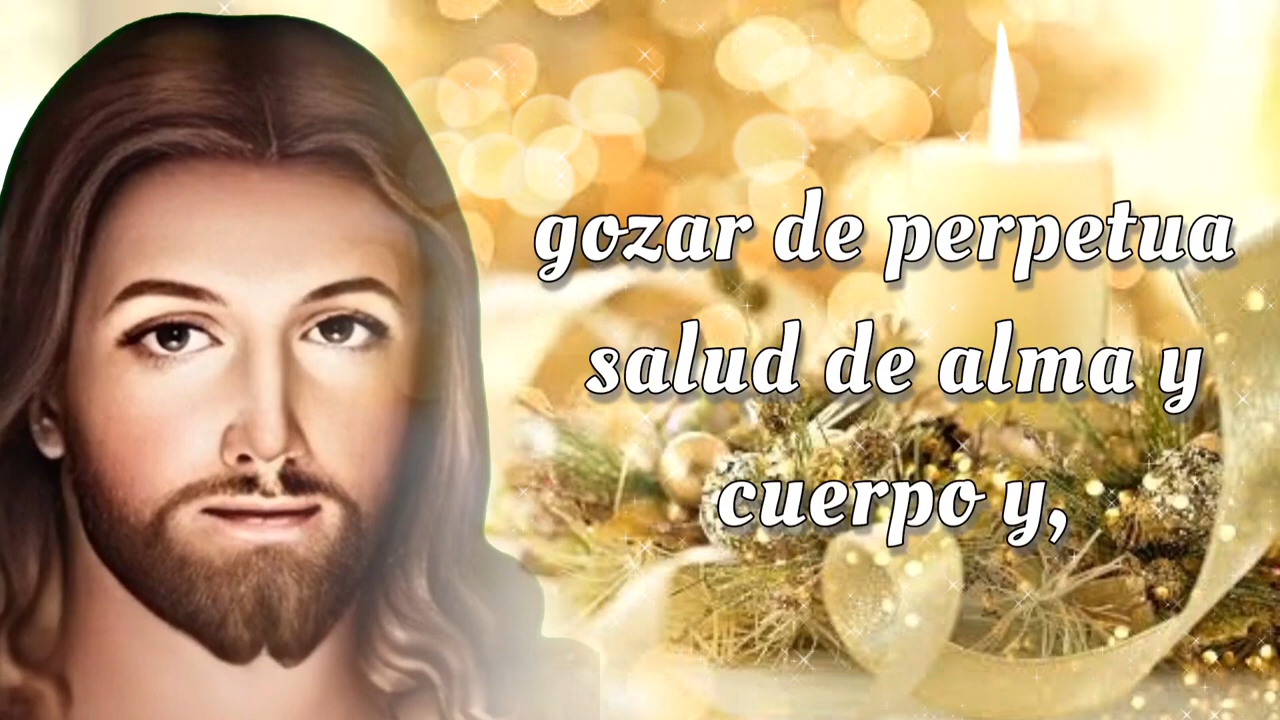 gozar de perpetua
salud de alma y
cuerpo y,